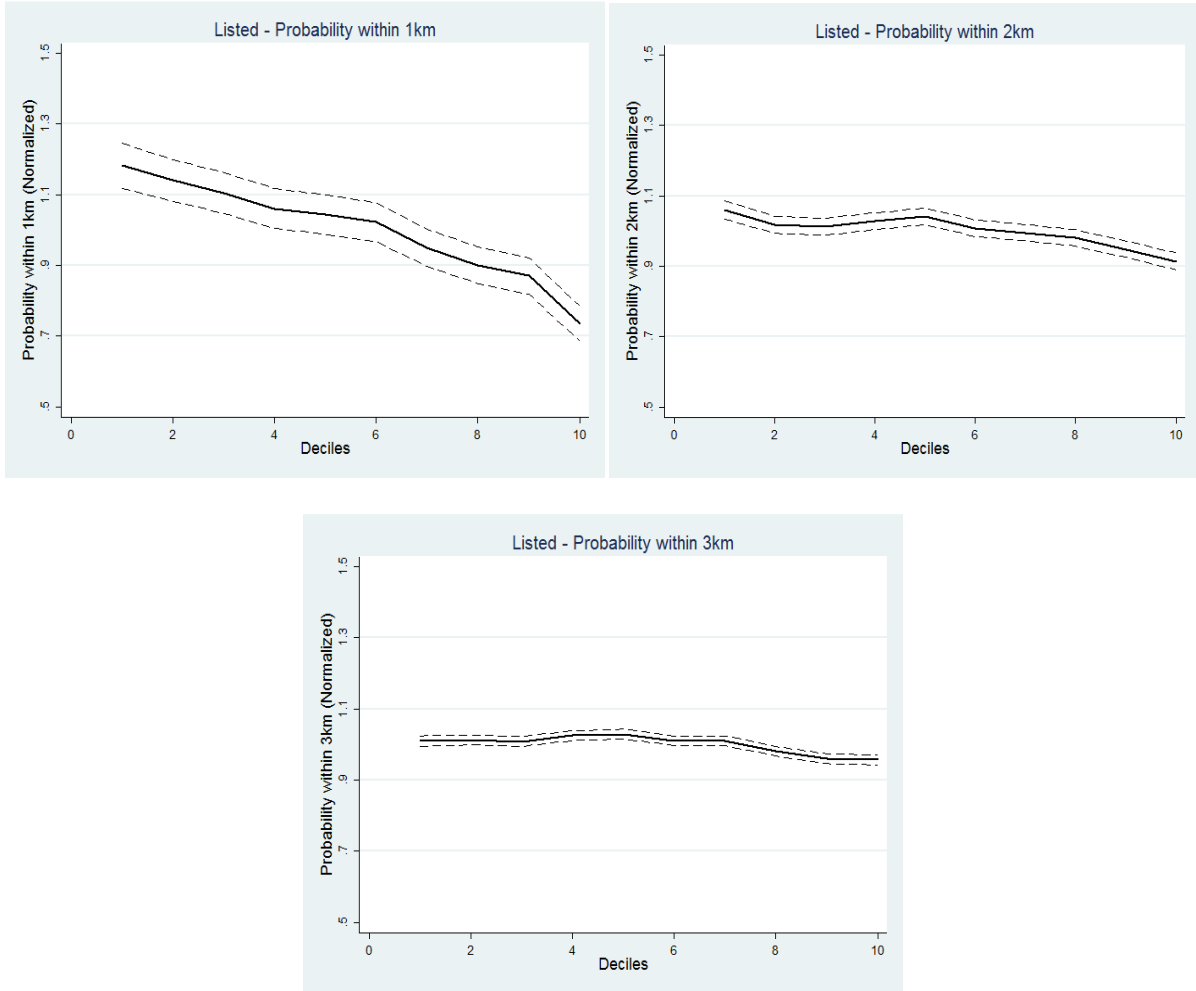 Listed - Probability within 1km
Probability within 1km (Normalized)
1.5
1.3
1.1
.9
.7
.5
0 2 4 6 8 10
Deciles
Listed - Probability within 2km
Probability within 2km (Normalized)
1.5
1.3
1.1
.9
.7
.5
0 2 4 6 8 10
Deciles
Listed - Probability within 3km
Probability within 3km (Normalized)
1.5
1.3
1.1
.9
.7
.5
0 2 4 6 8 10
Deciles